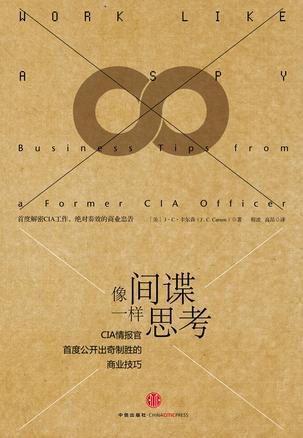 WORK LIKE
A SPY
Business Tips from
a Former CIA Officer
首度解密CIA工作，绝对奏效的商业忠告
[美] J·C·卡尔森 (J. C. Carson) 著
像
一样
间谍
思考
CIA情报官
首度公开出奇制胜的
商业技巧
中信出版社·CHINACITICPRESS